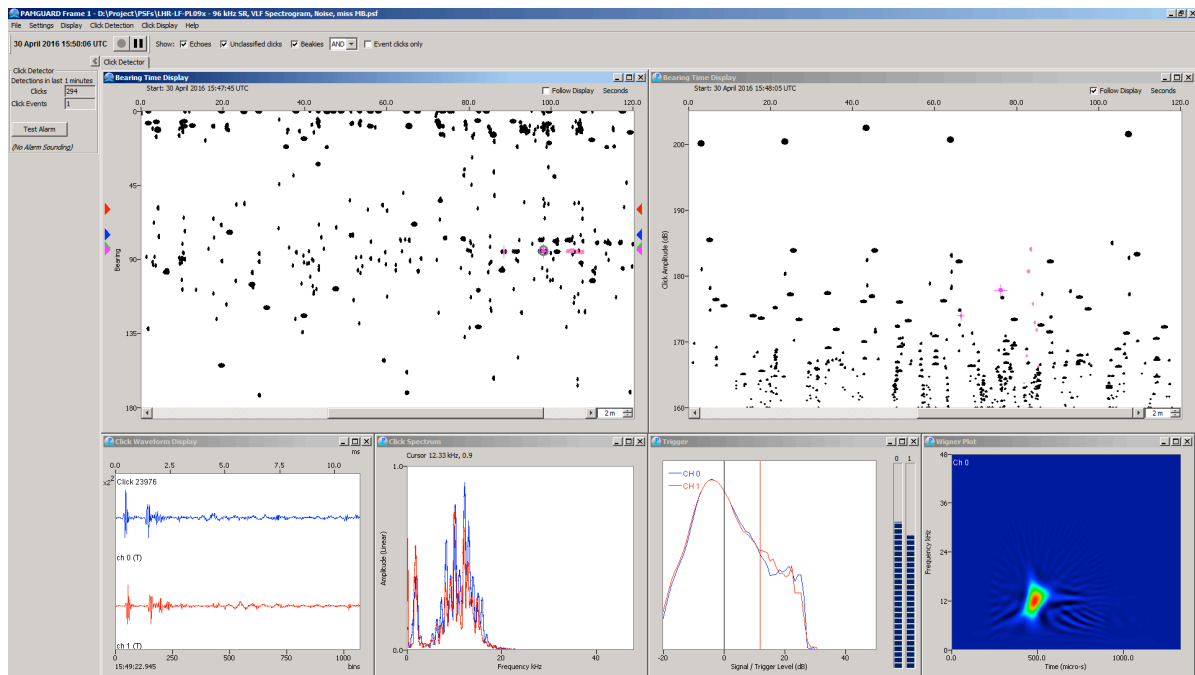 PAMGUARD Frame 1 - D:\Project\PSFs\LHR-LF-PL09x - 96 kHz SR, VLF Spectrogram, Noise, miss MB.psf
File Settings Display Click Detection Click Display Help
30 April 2016 15:50:06 UTC Show: Echoes Unclassified clicks Beakies AND Event clicks only
Click Detector
Click Detector
Detections in last 1 minutes
Clicks 294
Click Events 1
Test Alarm
(No Alarm Sounding)
Bearing Time Display
Start: 30 April 2016 15:47:45 UTC Follow Display Seconds
0.0 20.0 40.0 60.0 80.0 100.0 120.0
0
45
90
135
180
Bearing
2 m
Bearing Time Display
Start: 30 April 2016 15:48:05 UTC Follow Display Seconds
0.0 20.0 40.0 60.0 80.0 100.0 120.0
200
190
180
170
160
Click Amplitude (dB)
2 m
Click Waveform Display
ms
0.0 2.5 5.0 7.5 10.0
Click 23976
ch 0 (T)
ch 1 (T)
0 250 500 750 1000
15:49:22.945 bins
Click Spectrum
Cursor 12.33 kHz, 0.9
1.0
0.0
Amplitude (Linear)
0 20 40
Frequency kHz
Trigger
CH 0
CH 1
0 1
-20 0 20 40
Signal / Trigger Level (dB)
Wigner Plot
Ch 0
48
36
24
12
0
Frequency kHz
0.0 500.0 1000.0
Time (micro-s)